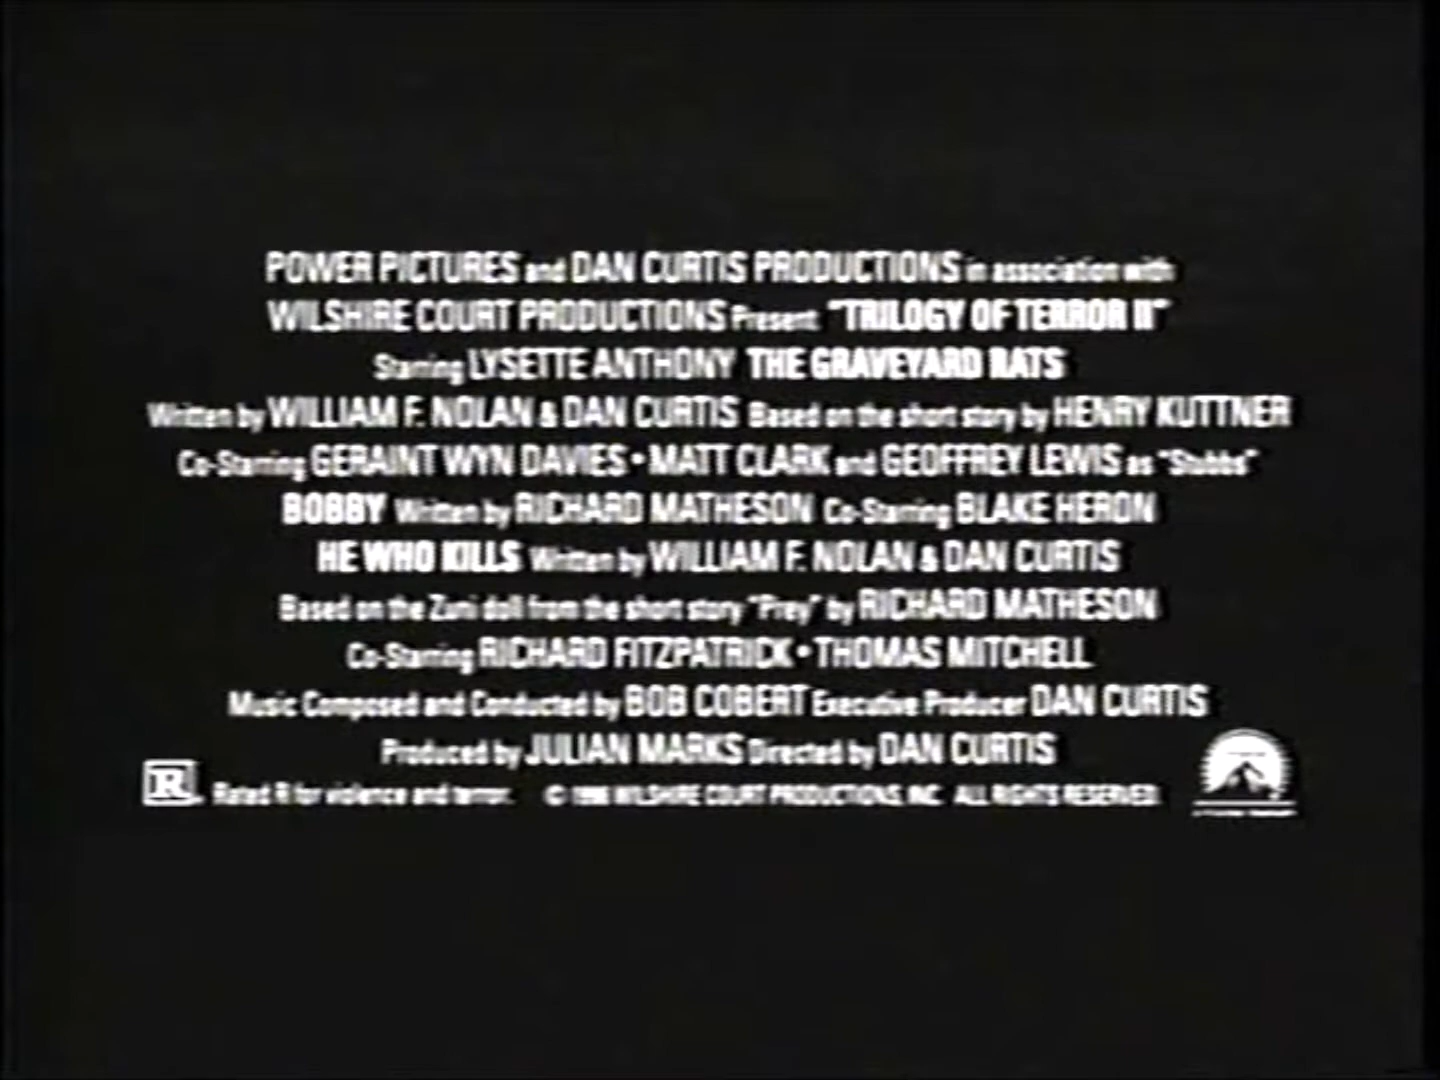 POWER PICTURES and DAN CURTIS PRODUCTIONS in association with
WILSHIRE COURT PRODUCTIONS Present "TRILOGY OF TERROR II"
Starring LYSETTE ANTHONY THE GRAVEYARD RATS
Written by WILLIAM F. NOLAN & DAN CURTIS Based on the short story by HENRY KUTTNER
Co-Starring GERAINT WYN DAVIES • MATT CLARK and GEOFFREY LEWIS as "Stubbs"
BOBBY Written by RICHARD MATHESON Co-Starring BLAKE HERON
HE WHO KILLS Written by WILLIAM F. NOLAN & DAN CURTIS
Based on the Zuni doll from the short story "Prey" by RICHARD MATHESON
Co-Starring RICHARD FITZPATRICK • THOMAS MITCHELL
Music Composed and Conducted by BOB COBERT Executive Producer DAN CURTIS
Produced by JULIAN MARKS Directed by DAN CURTIS
R Rated R for violence and terror. © 1996 WILSHIRE COURT PRODUCTIONS, INC. ALL RIGHTS RESERVED.